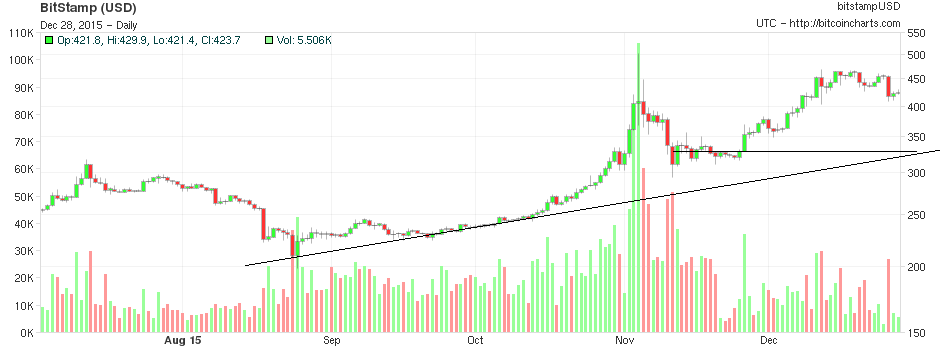 BitStamp (USD)
bitstampUSD
Dec 28, 2015 – Daily
UTC – http://bitcoincharts.com
Op:421.8, Hi:429.9, Lo:421.4, Cl:423.7
Vol: 5.506K
110K
100K
90K
80K
70K
60K
50K
40K
30K
20K
10K
0K
550
500
450
400
350
300
250
200
150
Aug 15
Sep
Oct
Nov
Dec